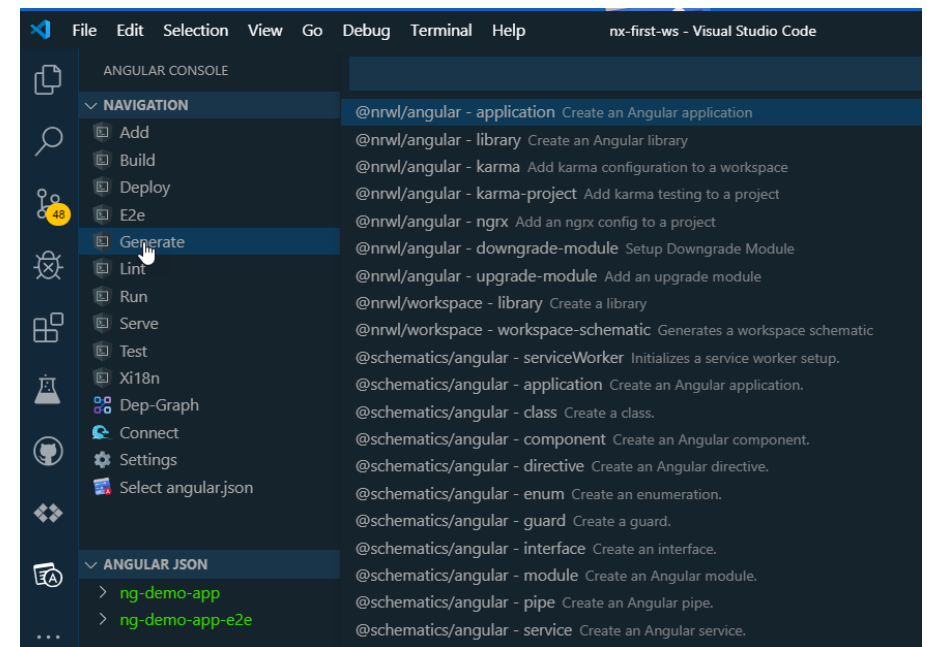 File Edit Selection View Go Debug Terminal Help nx-first-ws - Visual Studio Code
ANGULAR CONSOLE
NAVIGATION
Add
Build
Deploy
48
E2e
Generate
Lint
Run
Serve
Test
Xi18n
Dep-Graph
Connect
Settings
Select angular.json
ANGULAR JSON
ng-demo-app
ng-demo-app-e2e
@nrwl/angular - application Create an Angular application
@nrwl/angular - library Create an Angular library
@nrwl/angular - karma Add karma configuration to a workspace
@nrwl/angular - karma-project Add karma testing to a project
@nrwl/angular - ngrx Add an ngrx config to a project
@nrwl/angular - downgrade-module Setup Downgrade Module
@nrwl/angular - upgrade-module Add an upgrade module
@nrwl/workspace - library Create a library
@nrwl/workspace - workspace-schematic Generates a workspace schematic
@schematics/angular - serviceWorker Initializes a service worker setup.
@schematics/angular - application Create an Angular application.
@schematics/angular - class Create a class.
@schematics/angular - component Create an Angular component.
@schematics/angular - directive Create an Angular directive.
@schematics/angular - enum Create an enumeration.
@schematics/angular - guard Create a guard.
@schematics/angular - interface Create an interface.
@schematics/angular - module Create an Angular module.
@schematics/angular - pipe Create an Angular pipe.
@schematics/angular - service Create an Angular service.